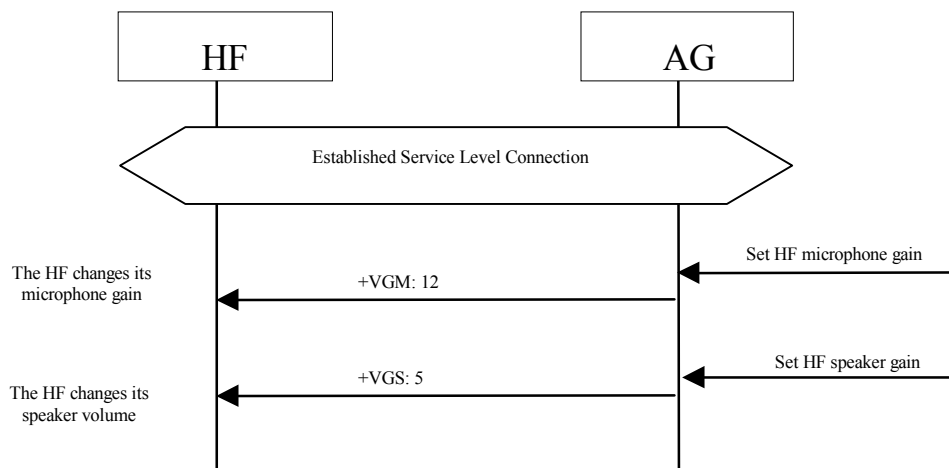 HF
AG
Established Service Level Connection
Set HF microphone gain
The HF changes its
microphone gain
+VGM: 12
Set HF speaker gain
+VGS: 5
The HF changes its
speaker volume